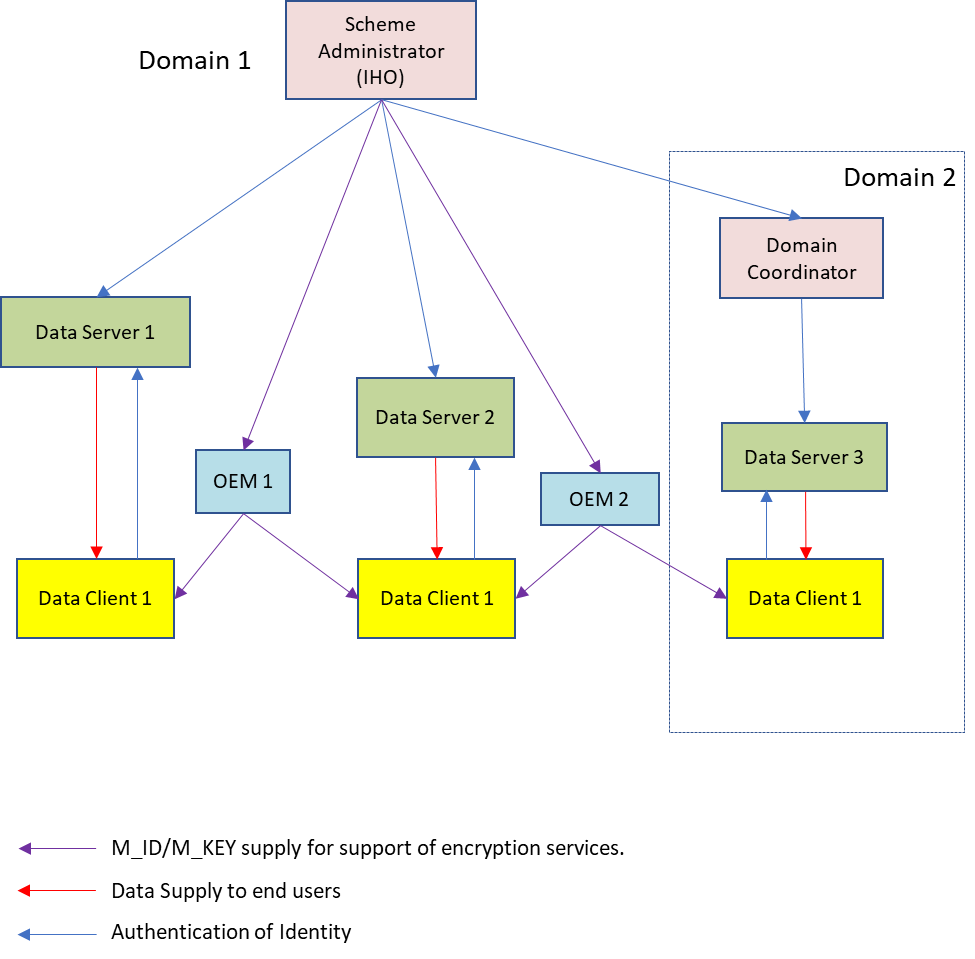 Scheme
Administrator
(IHO)
Domain 1
Domain 2
Domain
Coordinator
Data Server 1
Data Server 2
Data Server 3
OEM 1
OEM 2
Data Client 1
Data Client 1
Data Client 1
M_ID/M_KEY supply for support of encryption services.
Data Supply to end users
Authentication of Identity